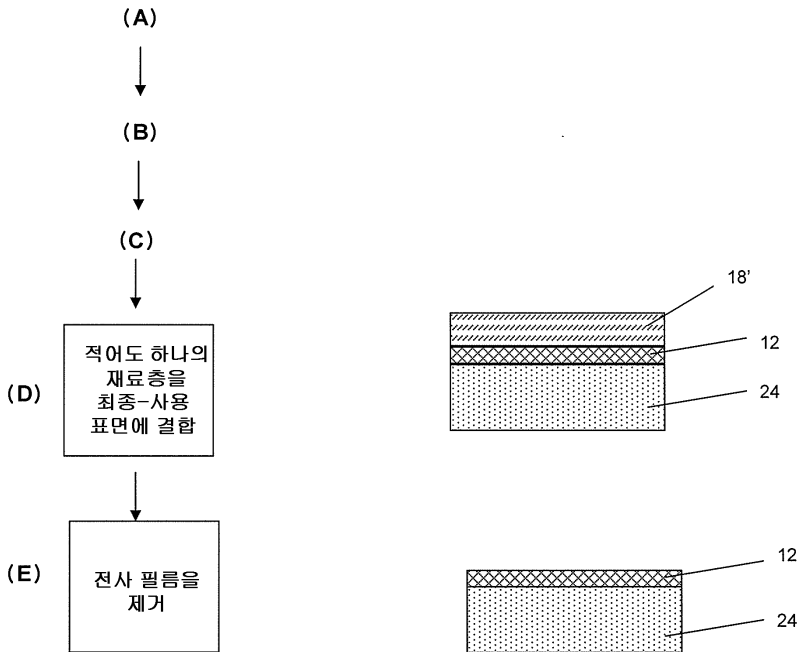 (A)
(B)
(C)
(D)
적어도 하나의
재료층을
최종-사용
표면에 결합
18'
12
24
(E)
전사 필름을
제거
12
24